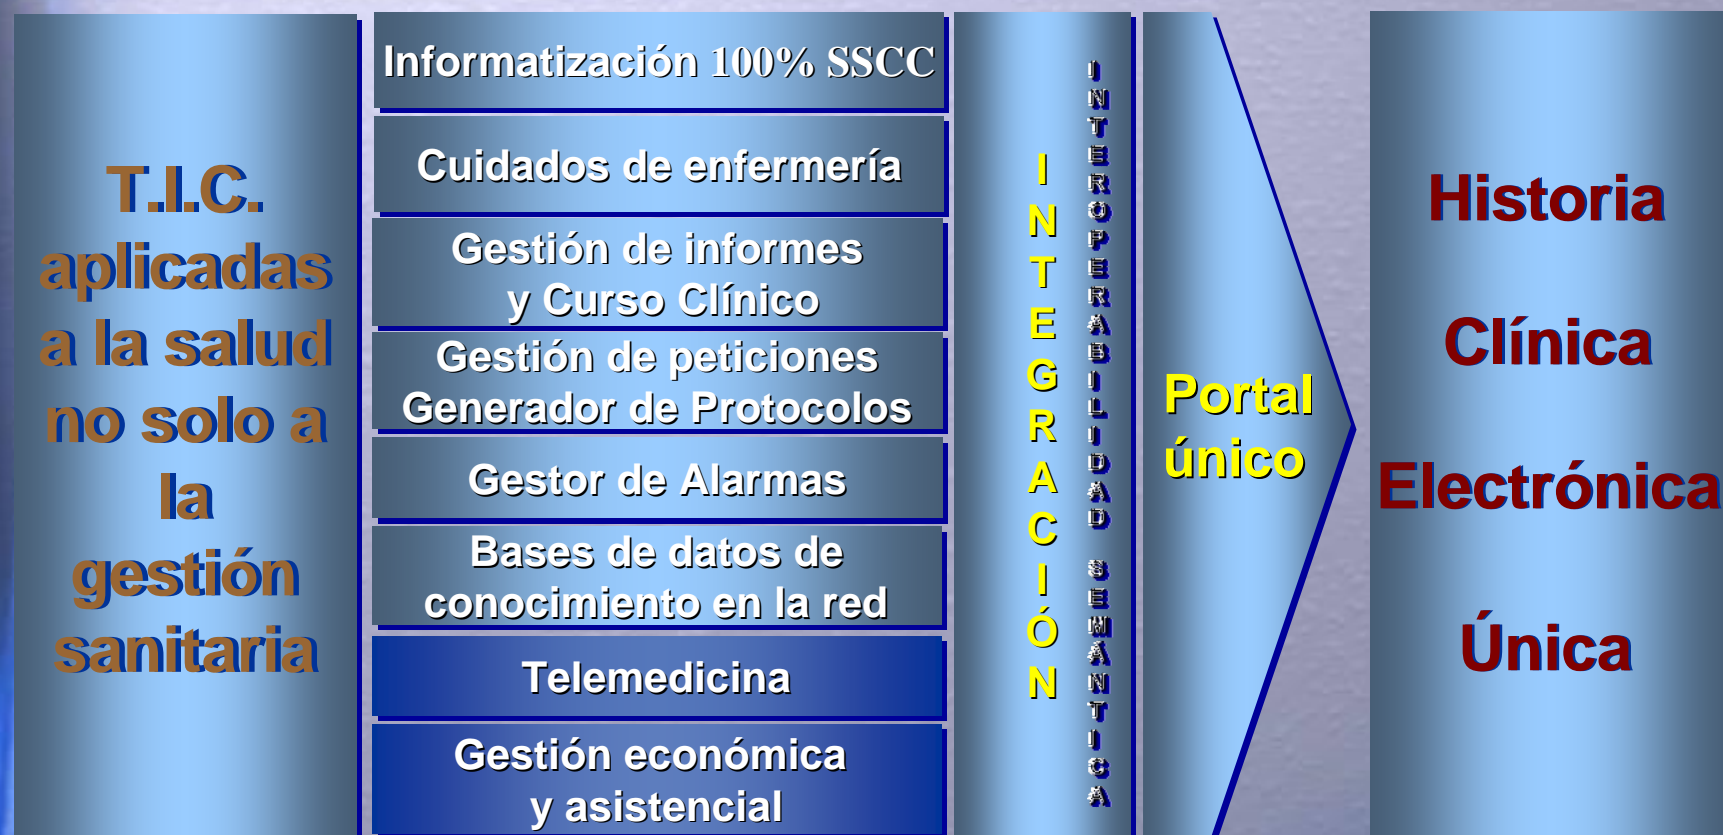 T.I.C.
aplicadas
a la salud
no solo a
la
gestión
sanitaria
Informatización 100% SSCC
Cuidados de enfermería
Gestión de informes
y Curso Clínico
Gestión de peticiones
Generador de Protocolos
Gestor de Alarmas
Bases de datos de
conocimiento en la red
Telemedicina
Gestión económica
y asistencial
INTEGRACIÓN
INTEROPERABILIDAD SEMÁNTICA
Portal
único
Historia
Clínica
Electrónica
Única